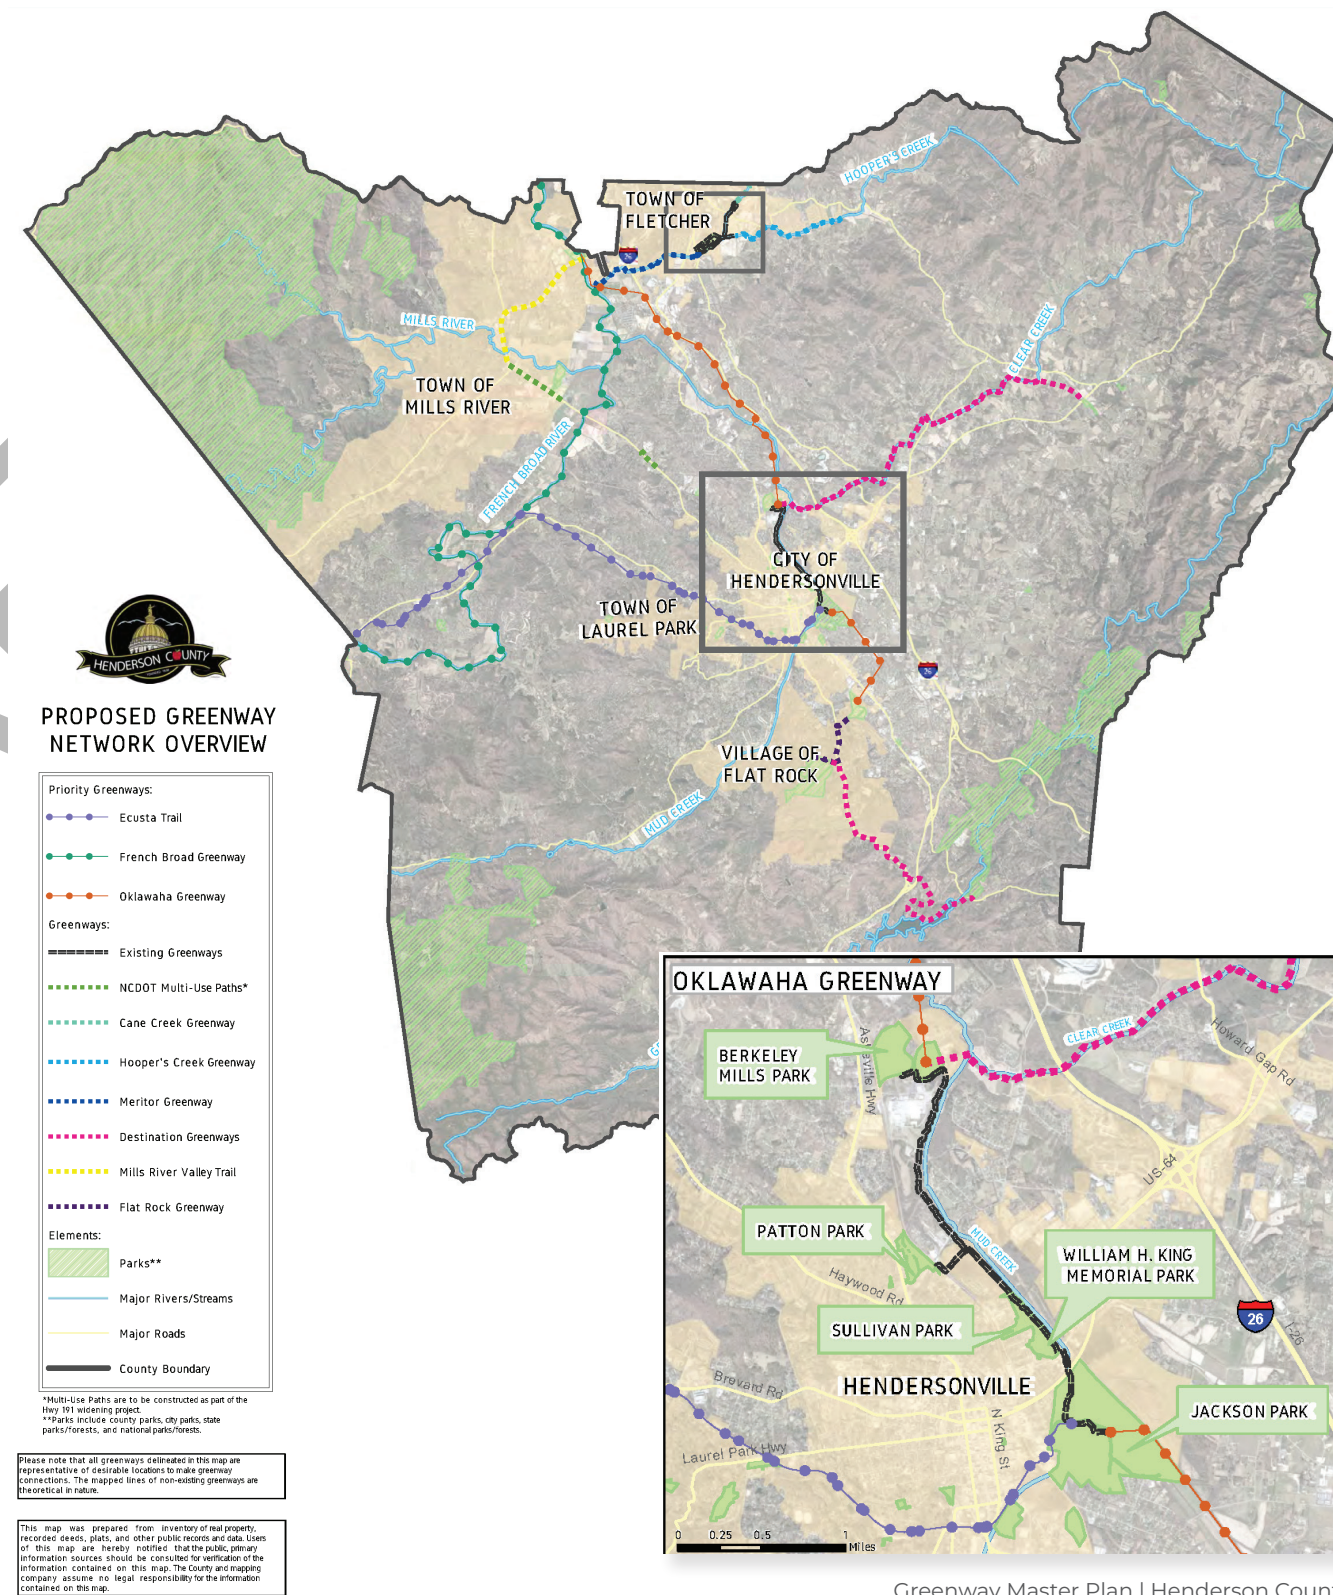 TOWN OF
FLETCHER
26
HOOPER'S CREEK
MILLS RIVER
CLEAR CREEK
TOWN OF
MILLS RIVER
FRENCH BROAD RIVER
CITY OF
HENDERSONVILLE
TOWN OF
LAUREL PARK
26
VILLAGE OF
FLAT ROCK
MUD CREEK
HENDERSON COUNTY
PROPOSED GREENWAY
NETWORK OVERVIEW
Priority Greenways:
Ecusta Trail
French Broad Greenway
Oklawaha Greenway
Greenways:
Existing Greenways
NCDOT Multi-Use Paths*
Cane Creek Greenway
Hooper's Creek Greenway
Meritor Greenway
Destination Greenways
Mills River Valley Trail
Flat Rock Greenway
Elements:
Parks**
Major Rivers/Streams
Major Roads
County Boundary
*Multi-Use Paths are to be constructed as part of the
Hwy 191 widening project.
**Parks include county parks, city parks, state
parks/forests, and national parks/forests.
Please note that all greenways delineated in this map are
representative of desirable locations to make greenway
connections. The mapped lines of non-existing greenways are
theoretical in nature.
This map was prepared from inventory of real property,
recorded deeds, plats, and other public records and data. Users
of this map are hereby notified that the public, primary
information sources should be consulted for verification of the
information contained on this map. The County and mapping
company assume no legal responsibility for the information
contained on this map.
OKLAWAHA GREENWAY
BERKELEY
MILLS PARK
CLEAR CREEK
Howard Gap Rd
US-64
PATTON PARK
MUD CREEK
WILLIAM H. KING
MEMORIAL PARK
Haywood Rd
SULLIVAN PARK
26
I-26
Brevard Rd
HENDERSONVILLE
JACKSON PARK
N King St
Laurel Park Hwy
0 0.25 0.5 1
Miles
Greenway Master Plan | Henderson